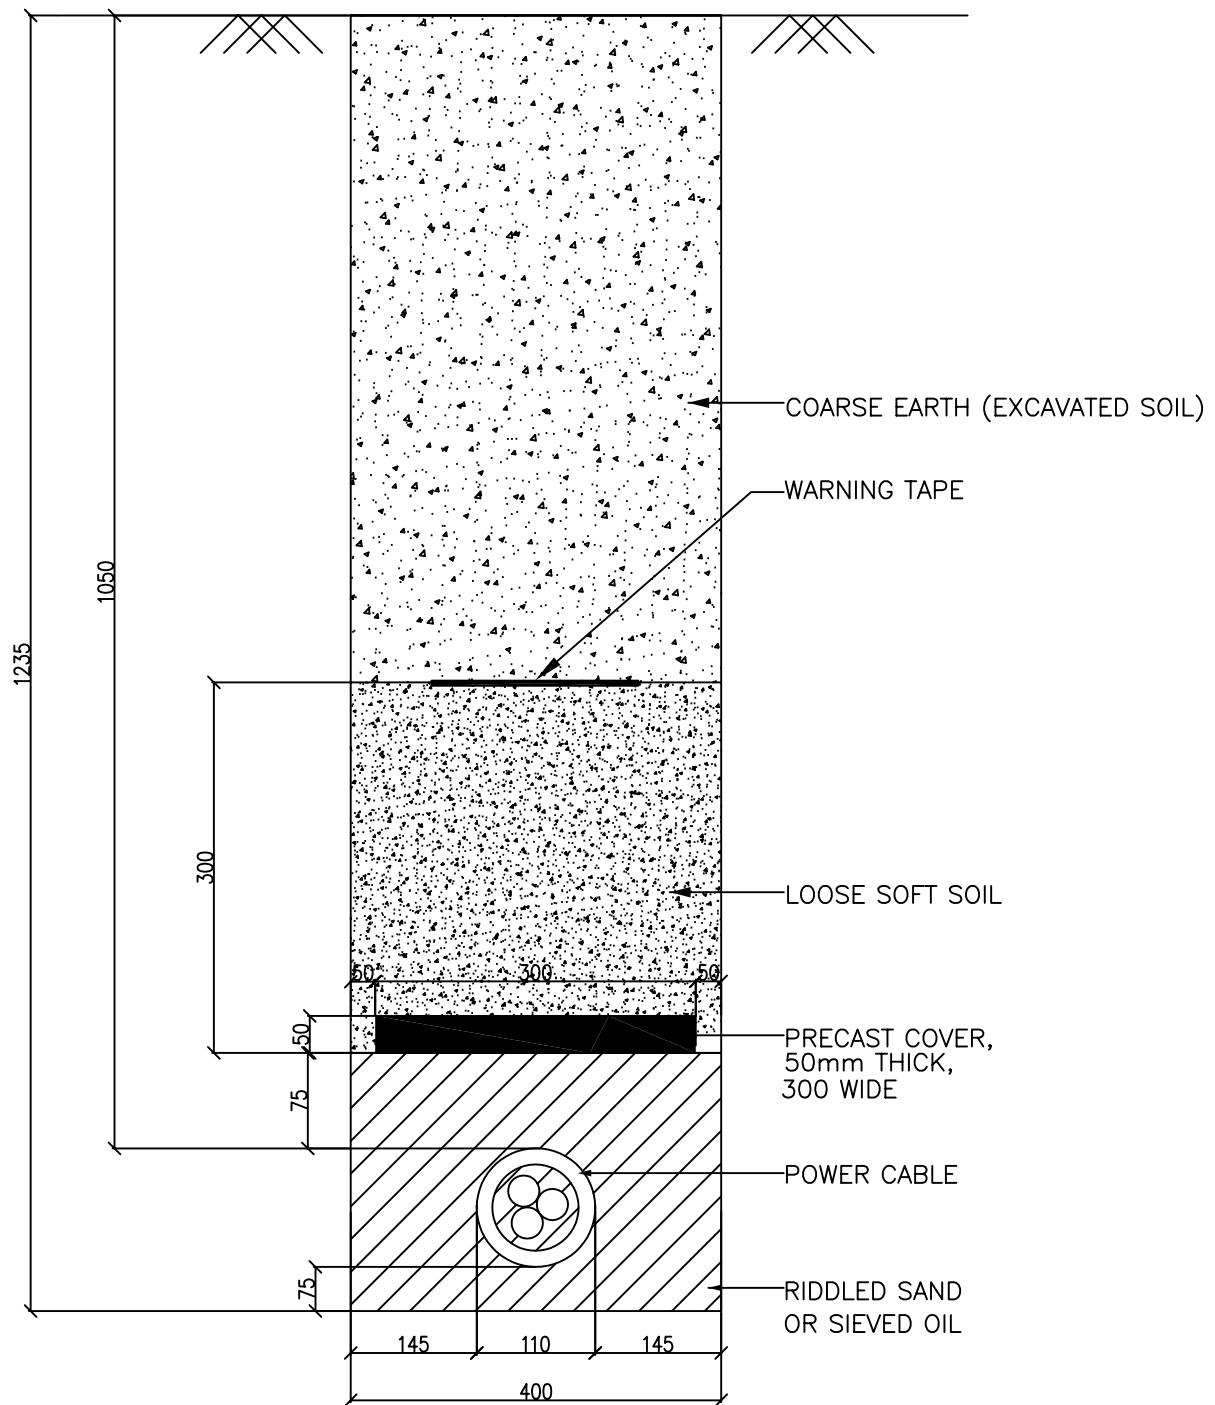 COARSE EARTH (EXCAVATED SOIL)
WARNING TAPE
1050
1235
300
LOOSE SOFT SOIL
50 300 50
50
PRECAST COVER,
50mm THICK,
300 WIDE
75
POWER CABLE
75
RIDDLED SAND
OR SIEVED OIL
145 110 145
400